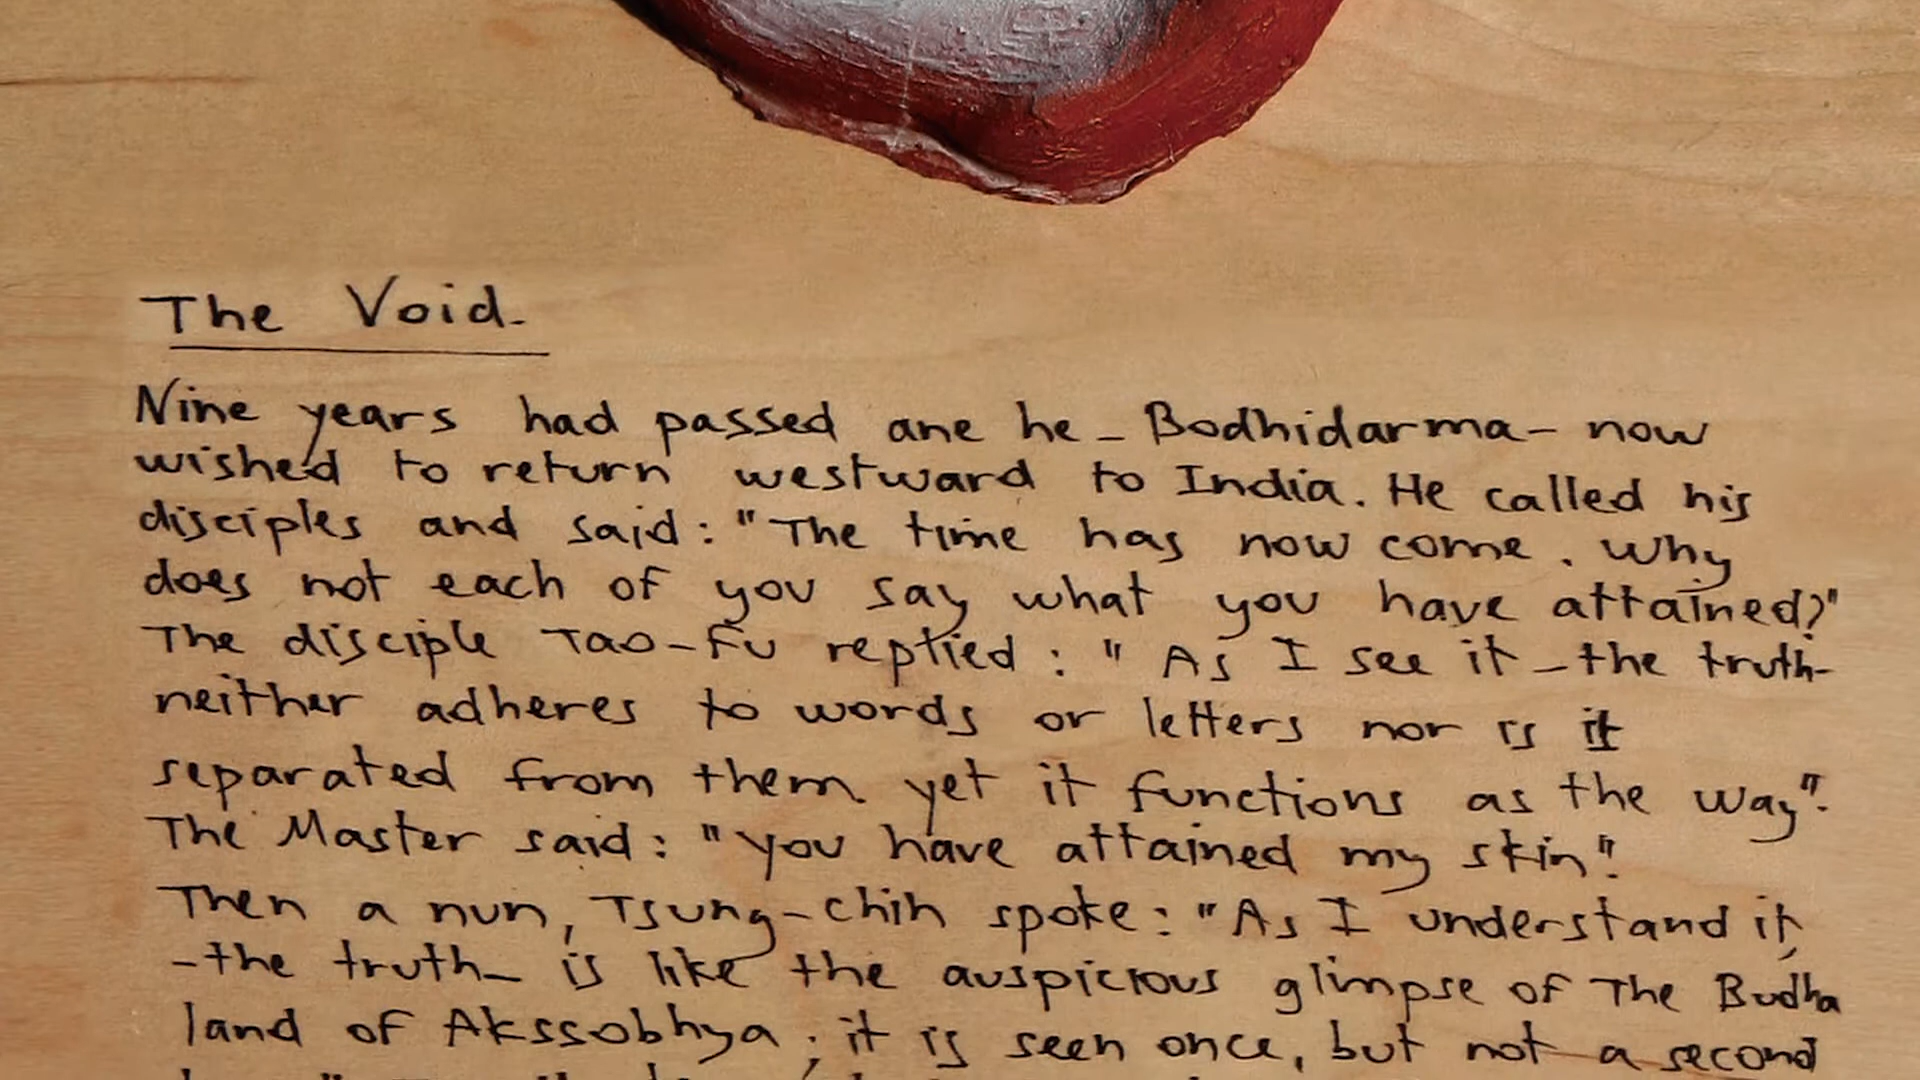 The Void.
Nine years had passed ane he - Bodhidarma - now
wished to return westward to India. He called his
disciples and said: "The time has now come. Why
does not each of you say what you have attained?"
The disciple Tao-Fu reptied: "As I see it - the truth -
neither adheres to words or letters nor is it
separated from them yet it functions as the way".
The Master said: "you have attained my skin".
Then a nun, Tsung-chih spoke: "As I understand it,
- the truth - is like the auspicious glimpse of The Budha
land of Akssobhya; it is seen once, but not a second